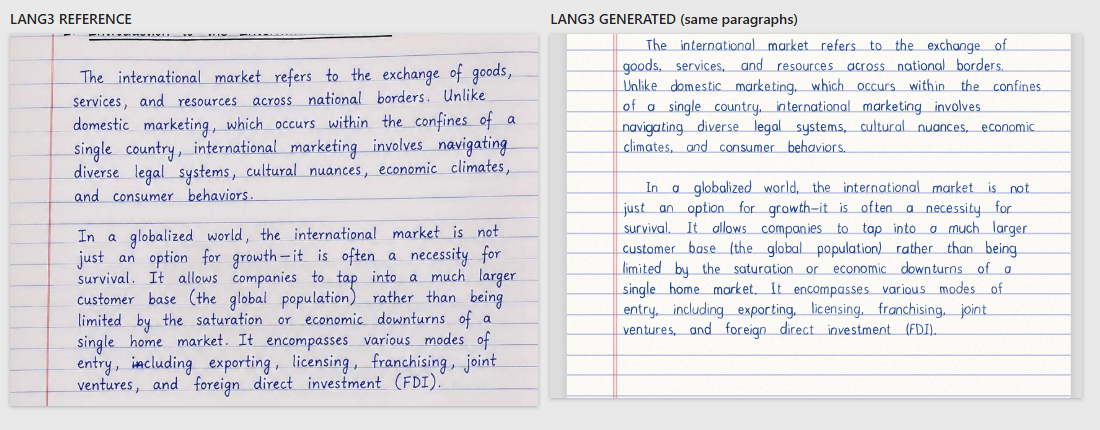 LANG3 REFERENCE
The international market refers to the exchange of goods,
services, and resources across national borders. Unlike
domestic marketing, which occurs within the confines of a
single country, international marketing involves navigating
diverse legal systems, cultural nuances, economic climates,
and consumer behaviors.
In a globalized world, the international market is not
just an option for growth—it is often a necessity for
survival. It allows companies to tap into a much larger
customer base (the global population) rather than being
limited by the saturation or economic downturns of a
single home market. It encompasses various modes of
entry, including exporting, licensing, franchising, joint
ventures, and foreign direct investment (FDI).
LANG3 GENERATED (same paragraphs)
The international market refers to the exchange of
goods, services, and resources across national borders.
Unlike domestic marketing, which occurs within the confines
of a single country, international marketing involves
navigating diverse legal systems, cultural nuances, economic
climates, and consumer behaviors.
In a globalized world, the international market is not
just an option for growth—it is often a necessity for
survival. It allows companies to tap into a much larger
customer base (the global population) rather than being
limited by the saturation or economic downturns of a
single home market. It encompasses various modes of
entry, including exporting, licensing, franchising, joint
ventures, and foreign direct investment (FDI).